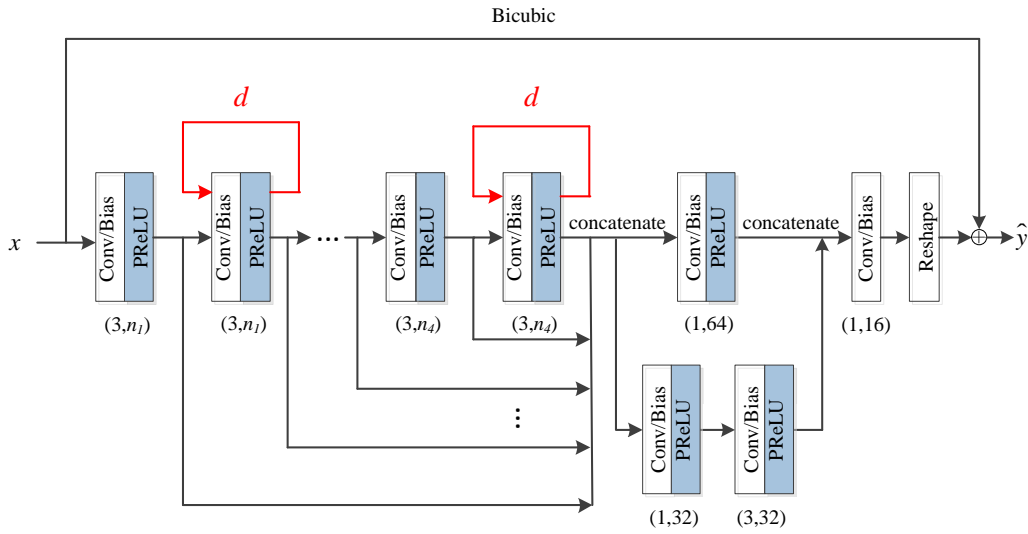 Bicubic
d
d
x
Conv/Bias
PReLU
Conv/Bias
PReLU
...
Conv/Bias
PReLU
Conv/Bias
PReLU
concatenate
Conv/Bias
PReLU
concatenate
Conv/Bias
Reshape
ŷ
(3,n₁)
(3,n₁)
(3,n₄)
(3,n₄)
(1,64)
(1,16)
...
Conv/Bias
PReLU
Conv/Bias
PReLU
(1,32)
(3,32)